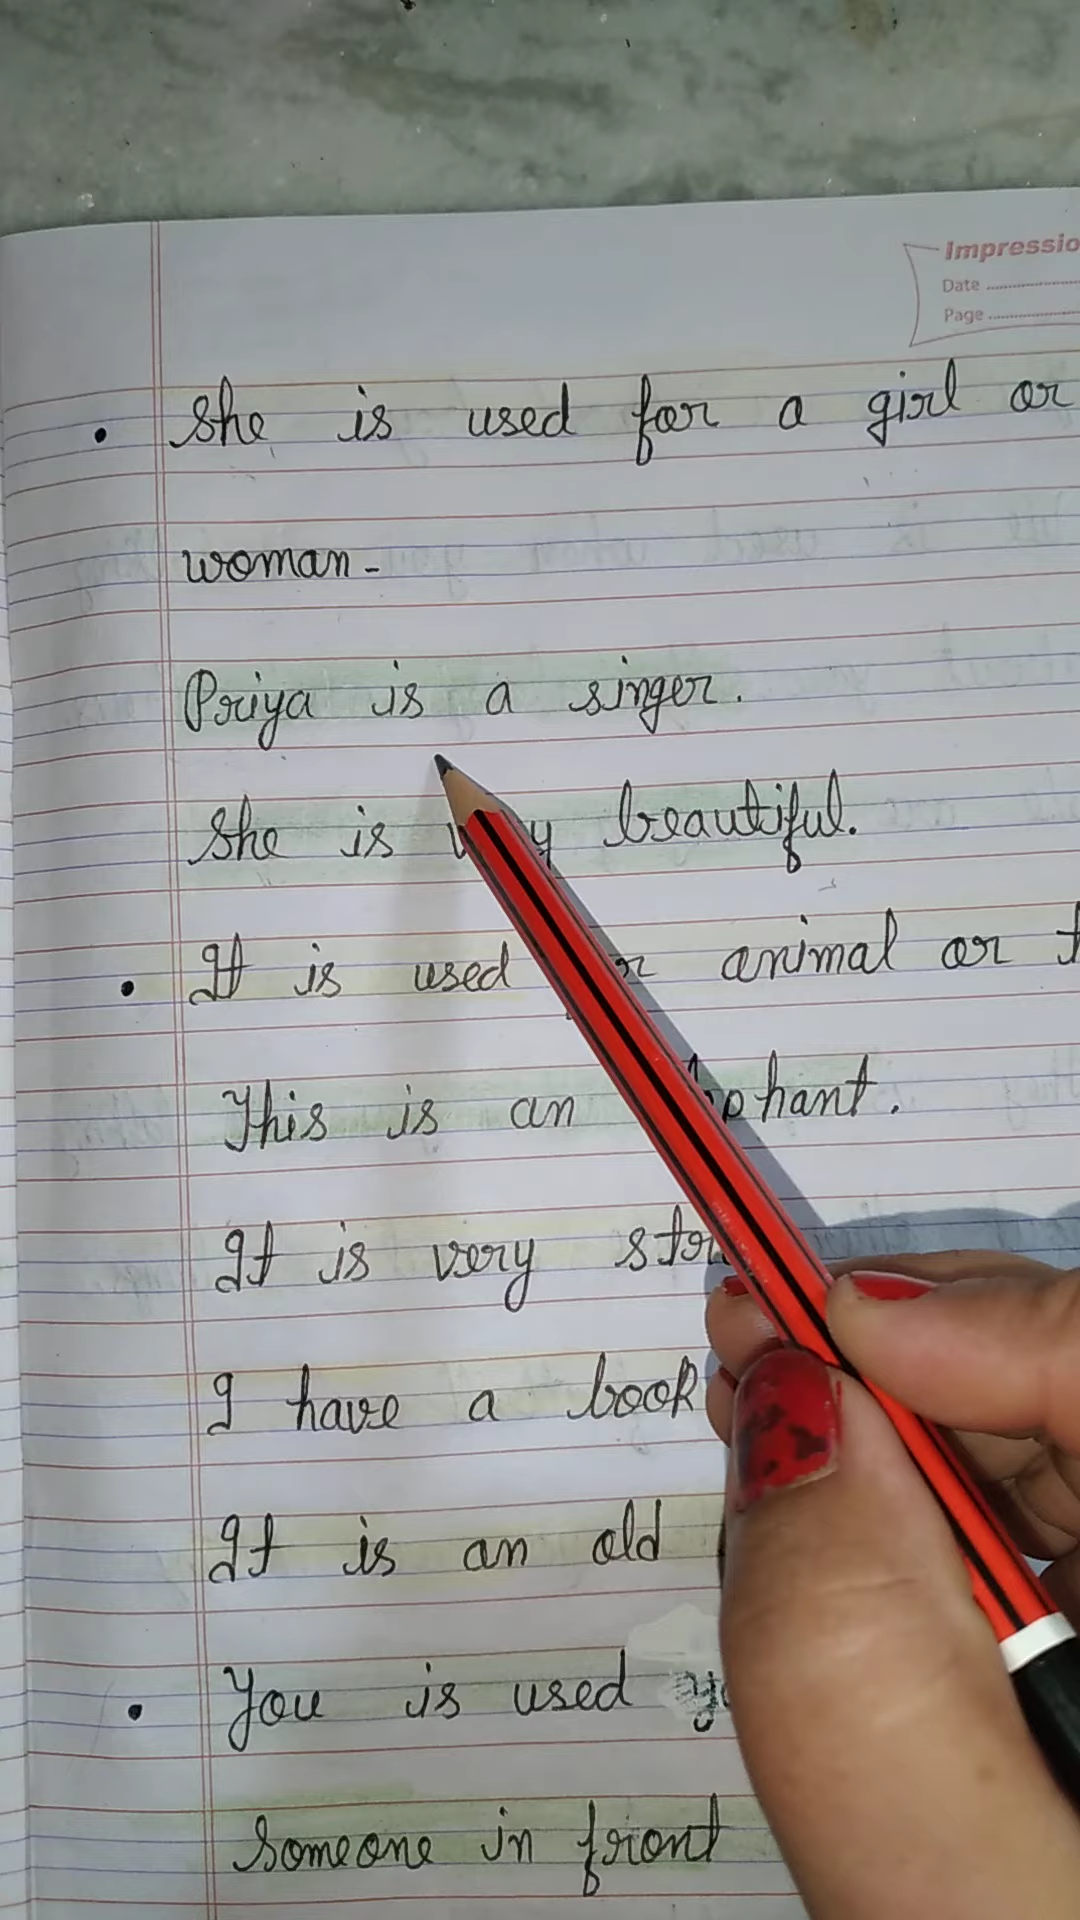 Impressio
Date
Page
She is used for a girl or
woman -
Priya is a singer.
She is beautiful.
It is used animal or
This is an
It is very
I have a book
It is an old
You is used
Someone in front